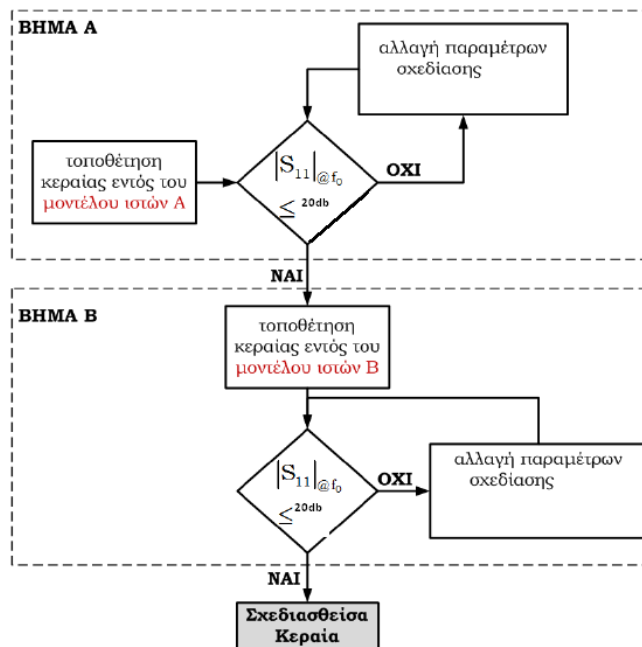 ΒΗΜΑ Α
αλλαγή παραμέτρων
σχεδίασης
τοποθέτηση
κεραίας εντός του
μοντέλου ιστών Α
|S₁₁|@f₀
≤ 20db
ΟΧΙ
ΝΑΙ
ΒΗΜΑ Β
τοποθέτηση
κεραίας εντός του
μοντέλου ιστών Β
|S₁₁|@f₀
≤ 20db
ΟΧΙ
αλλαγή παραμέτρων
σχεδίασης
ΝΑΙ
Σχεδιασθείσα
Κεραία